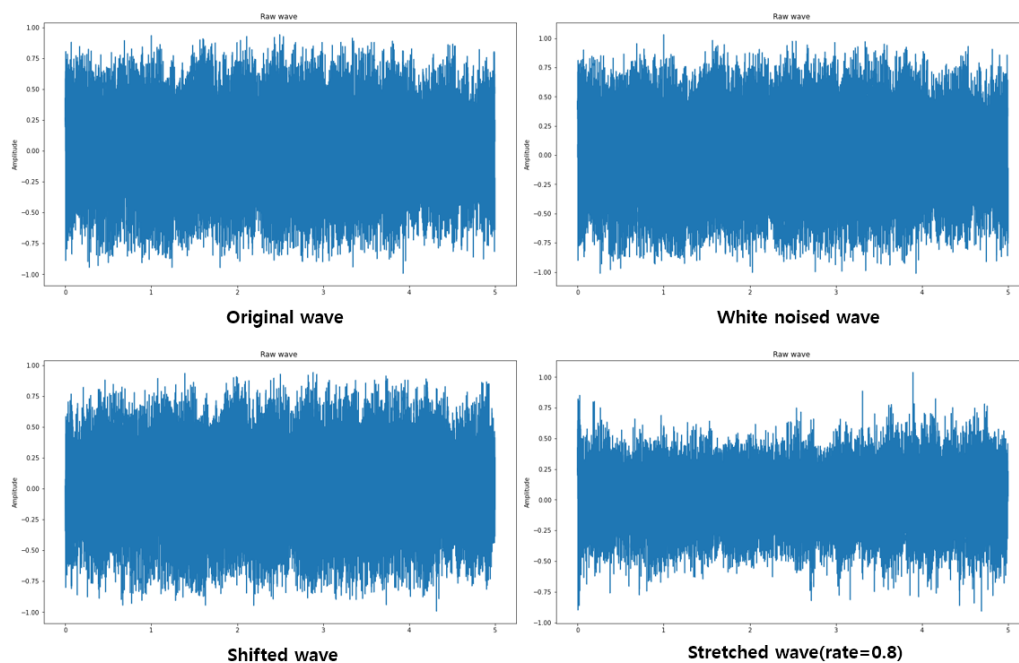 Raw wave
1.00
0.75
0.50
0.25
0.00
−0.25
−0.50
−0.75
−1.00
Amplitude
0 1 2 3 4 5
Original wave
Raw wave
1.00
0.75
0.50
0.25
0.00
−0.25
−0.50
−0.75
−1.00
Amplitude
0 1 2 3 4 5
White noised wave
Raw wave
1.00
0.75
0.50
0.25
0.00
−0.25
−0.50
−0.75
−1.00
Amplitude
0 1 2 3 4 5
Shifted wave
Raw wave
1.00
0.75
0.50
0.25
0.00
−0.25
−0.50
−0.75
−1.00
Amplitude
0 1 2 3 4 5
Stretched wave(rate=0.8)